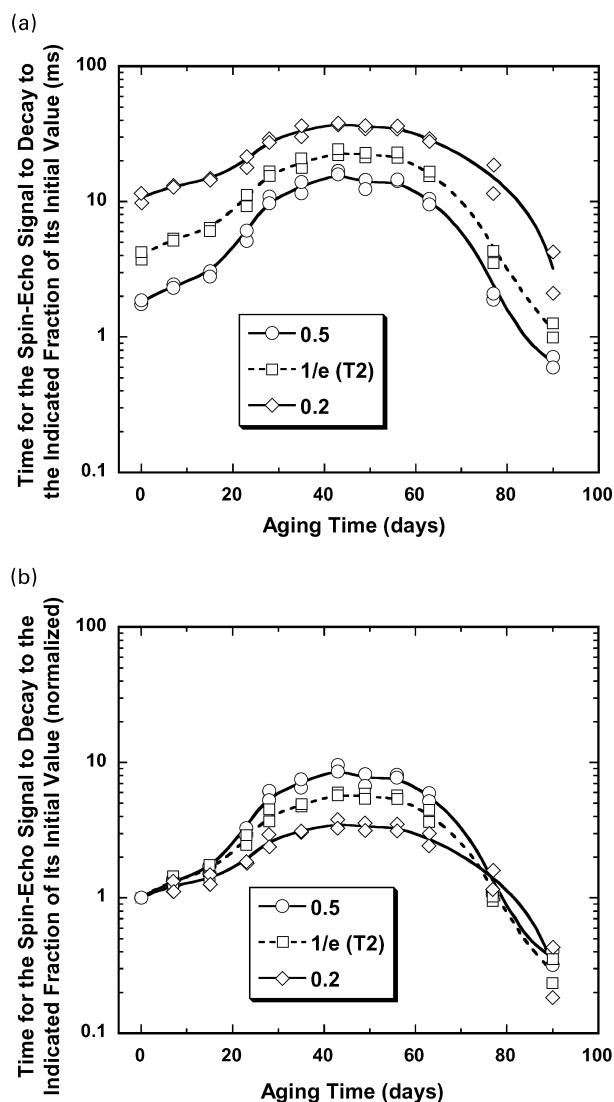 (a)
Time for the Spin-Echo Signal to Decay to
the Indicated Fraction of Its Initial Value (ms)
100
10
1
0.1
0.5
1/e (T2)
0.2
0
20
40
60
80
100
Aging Time (days)
(b)
Time for the Spin-Echo Signal to Decay to the
Indicated Fraction of Its Initial Value (normalized)
100
10
1
0.1
0.5
1/e (T2)
0.2
0
20
40
60
80
100
Aging Time (days)